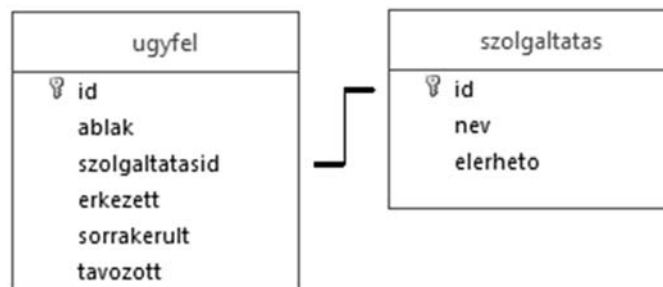 ugyfel
id
ablak
szolgaltatasid
erkezett
sorrakerult
tavozott
szolgaltatas
id
nev
elerheto